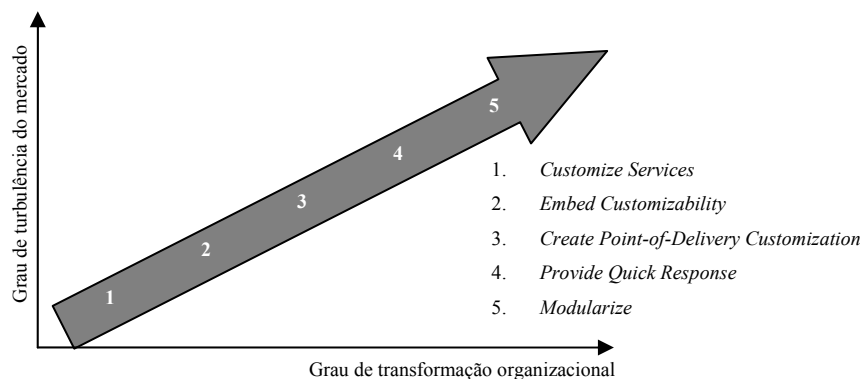 Grau de turbulência do mercado
5
4
3
2
1
1. Customize Services
2. Embed Customizability
3. Create Point-of-Delivery Customization
4. Provide Quick Response
5. Modularize
Grau de transformação organizacional